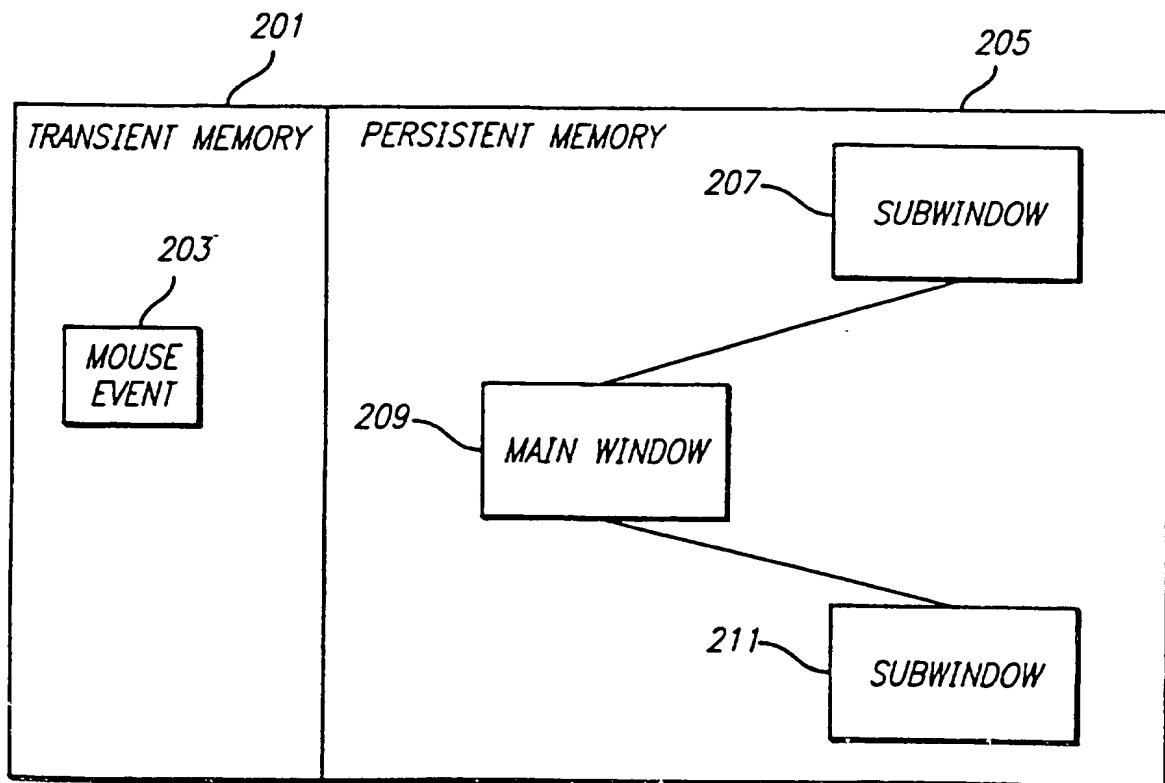 201
205
TRANSIENT MEMORY
PERSISTENT MEMORY
207
SUBWINDOW
203
MOUSE
EVENT
209
MAIN WINDOW
211
SUBWINDOW